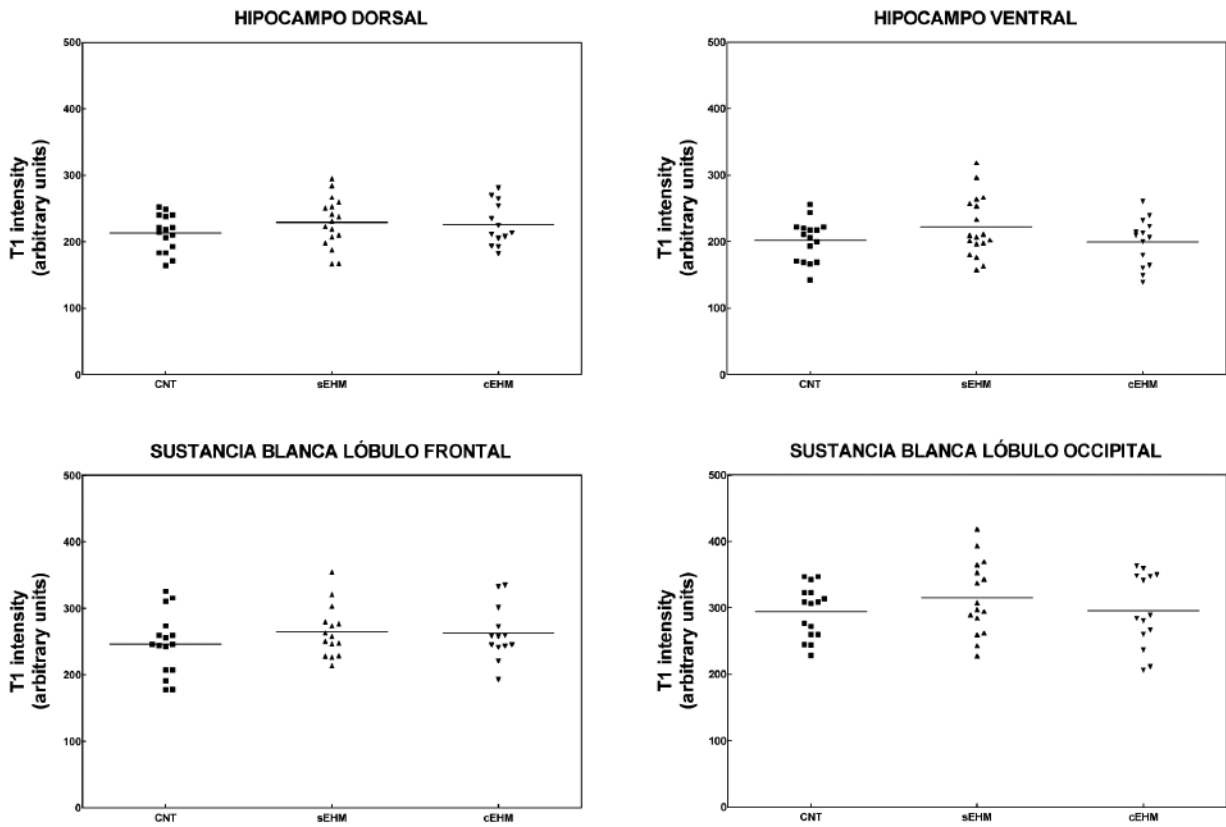 HIPOCAMPO DORSAL
500
400
300
200
100
0
T1 intensity
(arbitrary units)
CNT
sEHM
cEHM
HIPOCAMPO VENTRAL
500
400
300
200
100
0
T1 intensity
(arbitrary units)
CNT
sEHM
cEHM
SUSTANCIA BLANCA LÓBULO FRONTAL
500
400
300
200
100
0
T1 intensity
(arbitrary units)
CNT
sEHM
cEHM
SUSTANCIA BLANCA LÓBULO OCCIPITAL
500
400
300
200
100
0
T1 intensity
(arbitrary units)
CNT
sEHM
cEHM